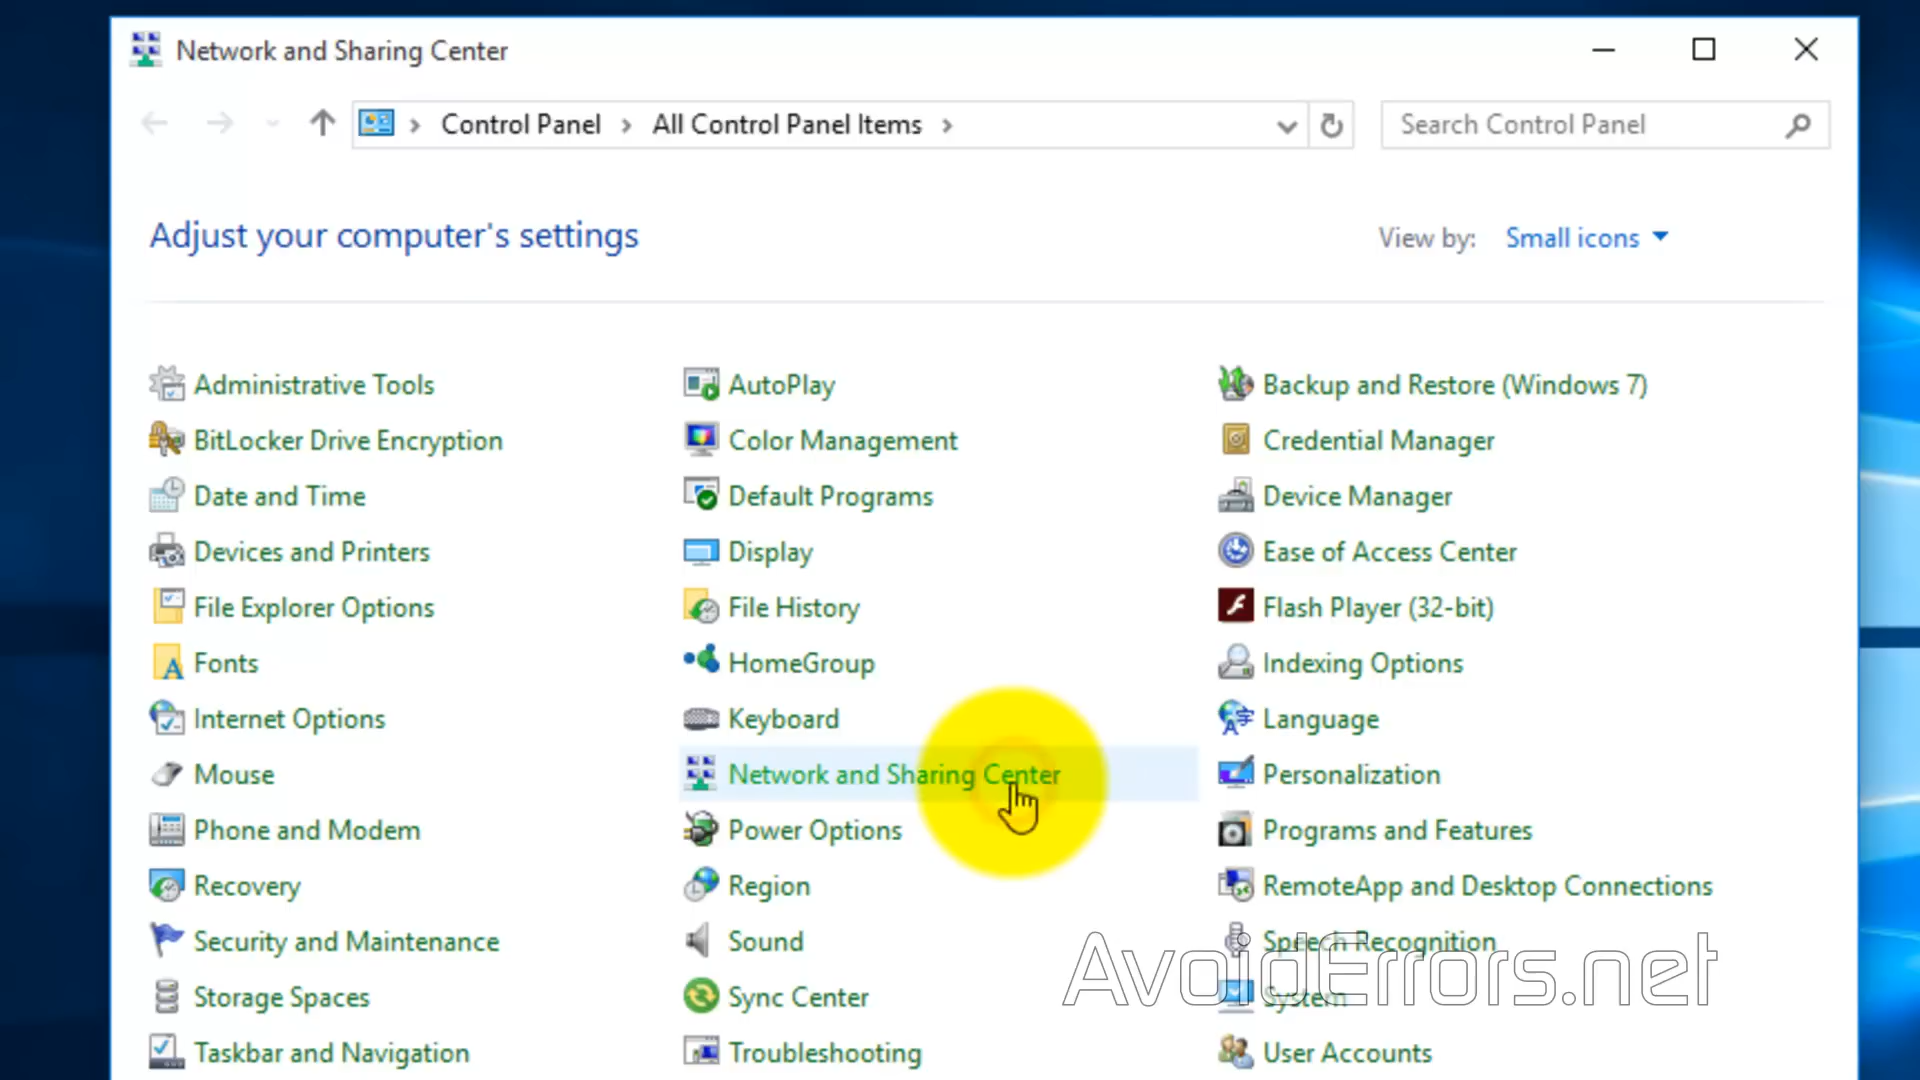 Network and Sharing Center
Control Panel > All Control Panel Items >
Search Control Panel
Adjust your computer's settings
View by: Small icons
Administrative Tools
AutoPlay
Backup and Restore (Windows 7)
BitLocker Drive Encryption
Color Management
Credential Manager
Date and Time
Default Programs
Device Manager
Devices and Printers
Display
Ease of Access Center
File Explorer Options
File History
Flash Player (32-bit)
Fonts
HomeGroup
Indexing Options
Internet Options
Keyboard
Language
Mouse
Network and Sharing Center
Personalization
Phone and Modem
Power Options
Programs and Features
Recovery
Region
RemoteApp and Desktop Connections
Security and Maintenance
Sound
Speech Recognition
AvoidErrors.net
Storage Spaces
Sync Center
System
Taskbar and Navigation
Troubleshooting
User Accounts